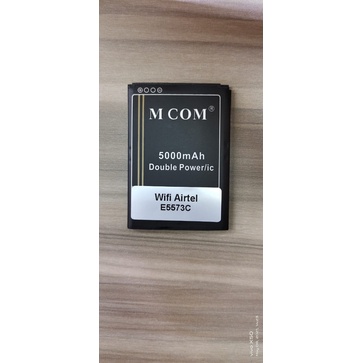 M COM®
5000mAh
Double Power/ic
Wifi Airtel
E5573C